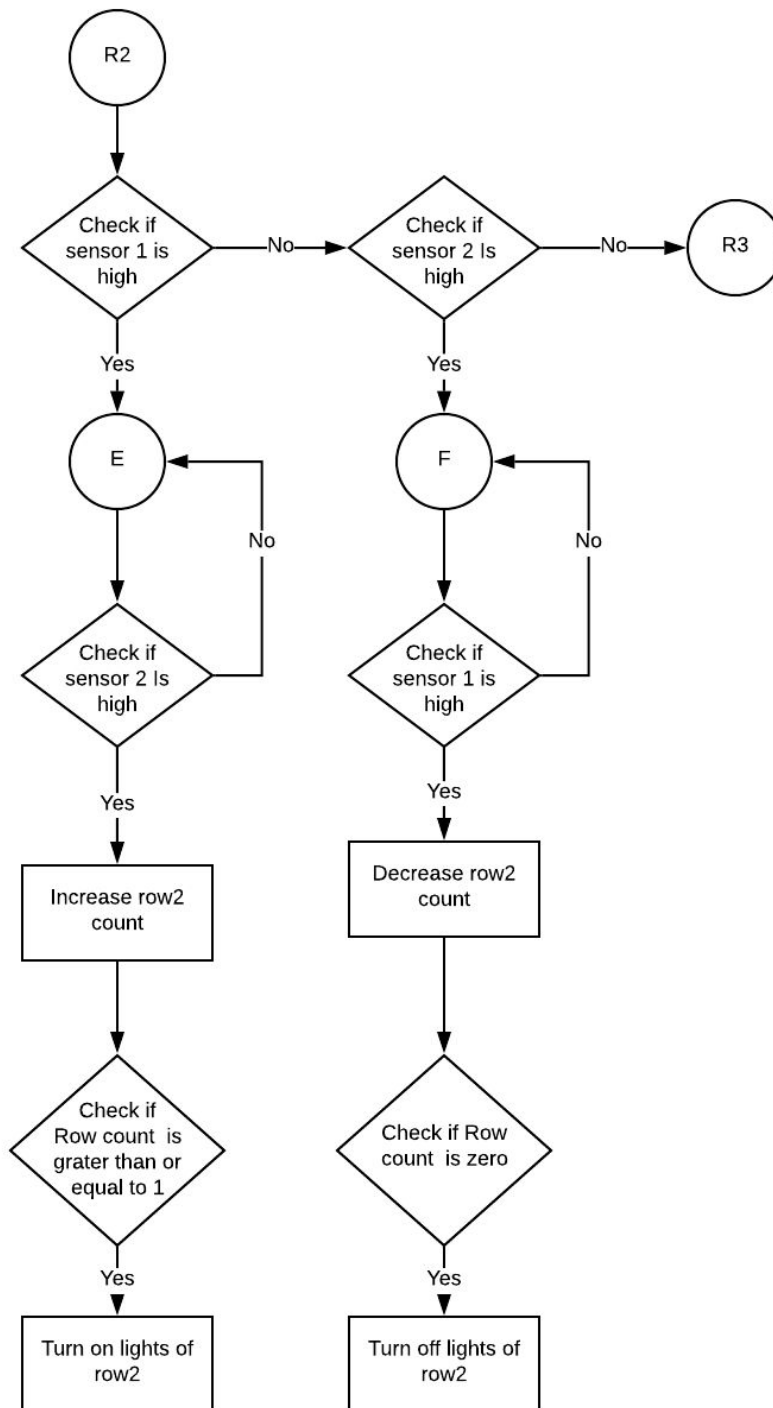 R2
Check if
sensor 1 is
high
No
Check if
sensor 2 Is
high
No
R3
Yes
Yes
E
F
No
No
Check if
sensor 2 Is
high
Check if
sensor 1 is
high
Yes
Yes
Increase row2
count
Decrease row2
count
Check if
Row count is
grater than or
equal to 1
Check if Row
count is zero
Yes
Yes
Turn on lights of
row2
Turn off lights of
row2